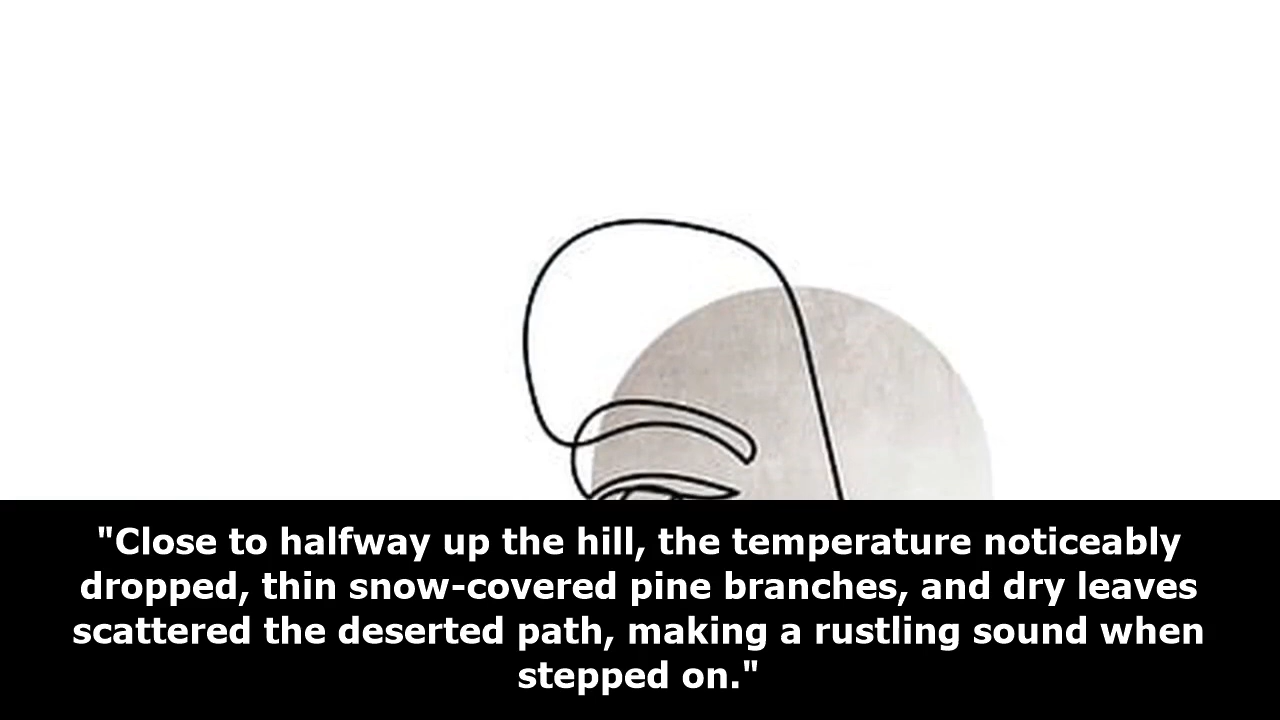 "Close to halfway up the hill, the temperature noticeably
dropped, thin snow-covered pine branches, and dry leaves
scattered the deserted path, making a rustling sound when
stepped on."